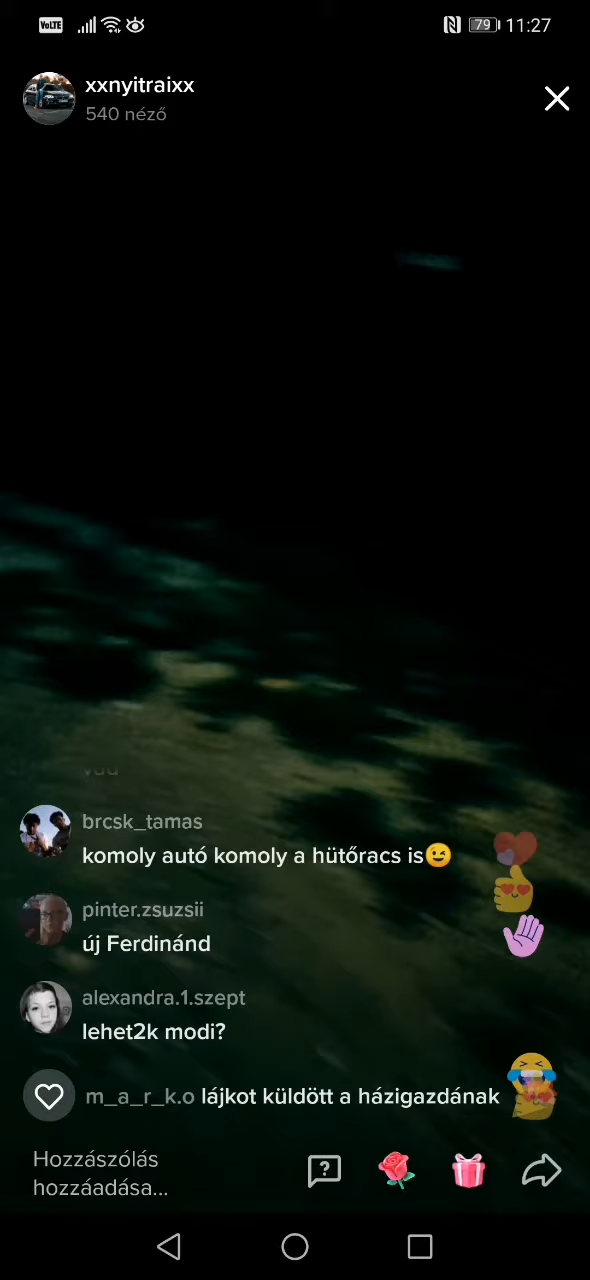 VoLTE
79
11:27
xxnyitraixx
540 néző
brcsk_tamas
komoly autó komoly a hütőracs is😉
pinter.zsuzsii
új Ferdinánd
alexandra.1.szept
lehet2k modi?
m_a_r_k.o lájkot küldött a házigazdának
Hozzászólás
hozzáadása...